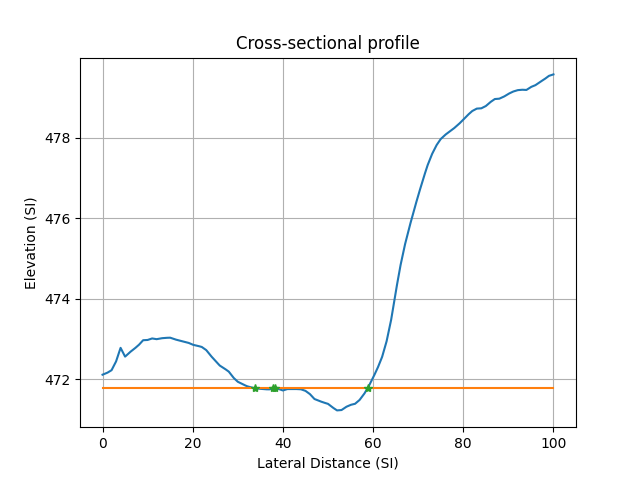 Cross-sectional profile
Elevation (SI)
478
476
474
472
0 20 40 60 80 100
Lateral Distance (SI)